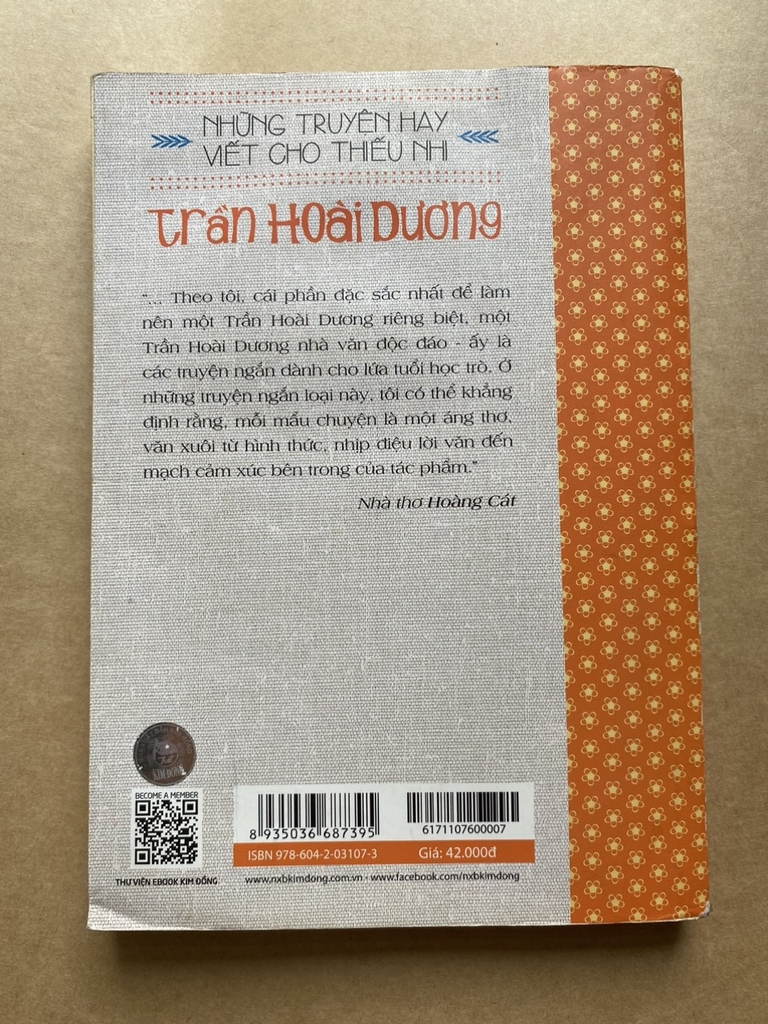 NHỮNG TRUYỆN HAY
VIẾT CHO THIẾU NHI
Trần Hoài Dương
"... Theo tôi, cái phần đặc sắc nhất để làm
nên một Trần Hoài Dương riêng biệt, một
Trần Hoài Dương nhà văn độc đáo - ấy là
các truyện ngắn dành cho lứa tuổi học trò. Ở
những truyện ngắn loại này, tôi có thể khẳng
định rằng, mỗi mẩu chuyện là một áng thơ,
văn xuôi từ hình thức, nhịp điệu lời văn đến
mạch cảm xúc bên trong của tác phẩm."
Nhà thơ Hoàng Cát
KIM ĐỒNG
BECOME A MEMBER
THƯ VIỆN EBOOK KIM ĐỒNG
8 935036 687395
6171107600007
ISBN 978-604-2-03107-3
Giá: 42.000đ
www.nxbkimdong.com.vn - www.facebook.com/nxbkimdong